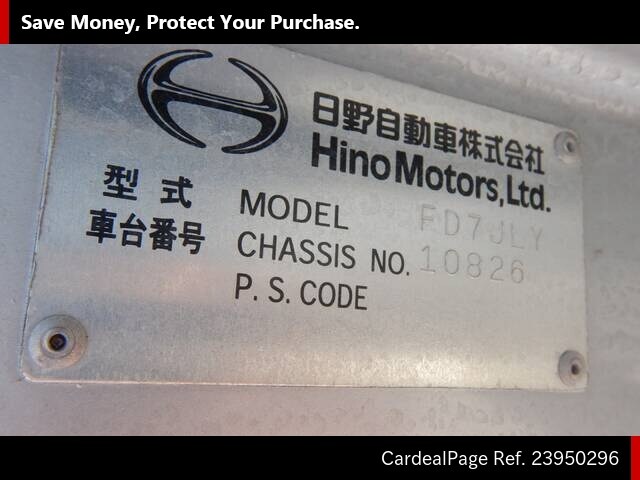 Save Money, Protect Your Purchase.
日野自動車株式会社
Hino Motors, Ltd.
型式 MODEL FD7JLY
車台番号 CHASSIS NO. 10826
P. S. CODE
CardealPage Ref. 23950296